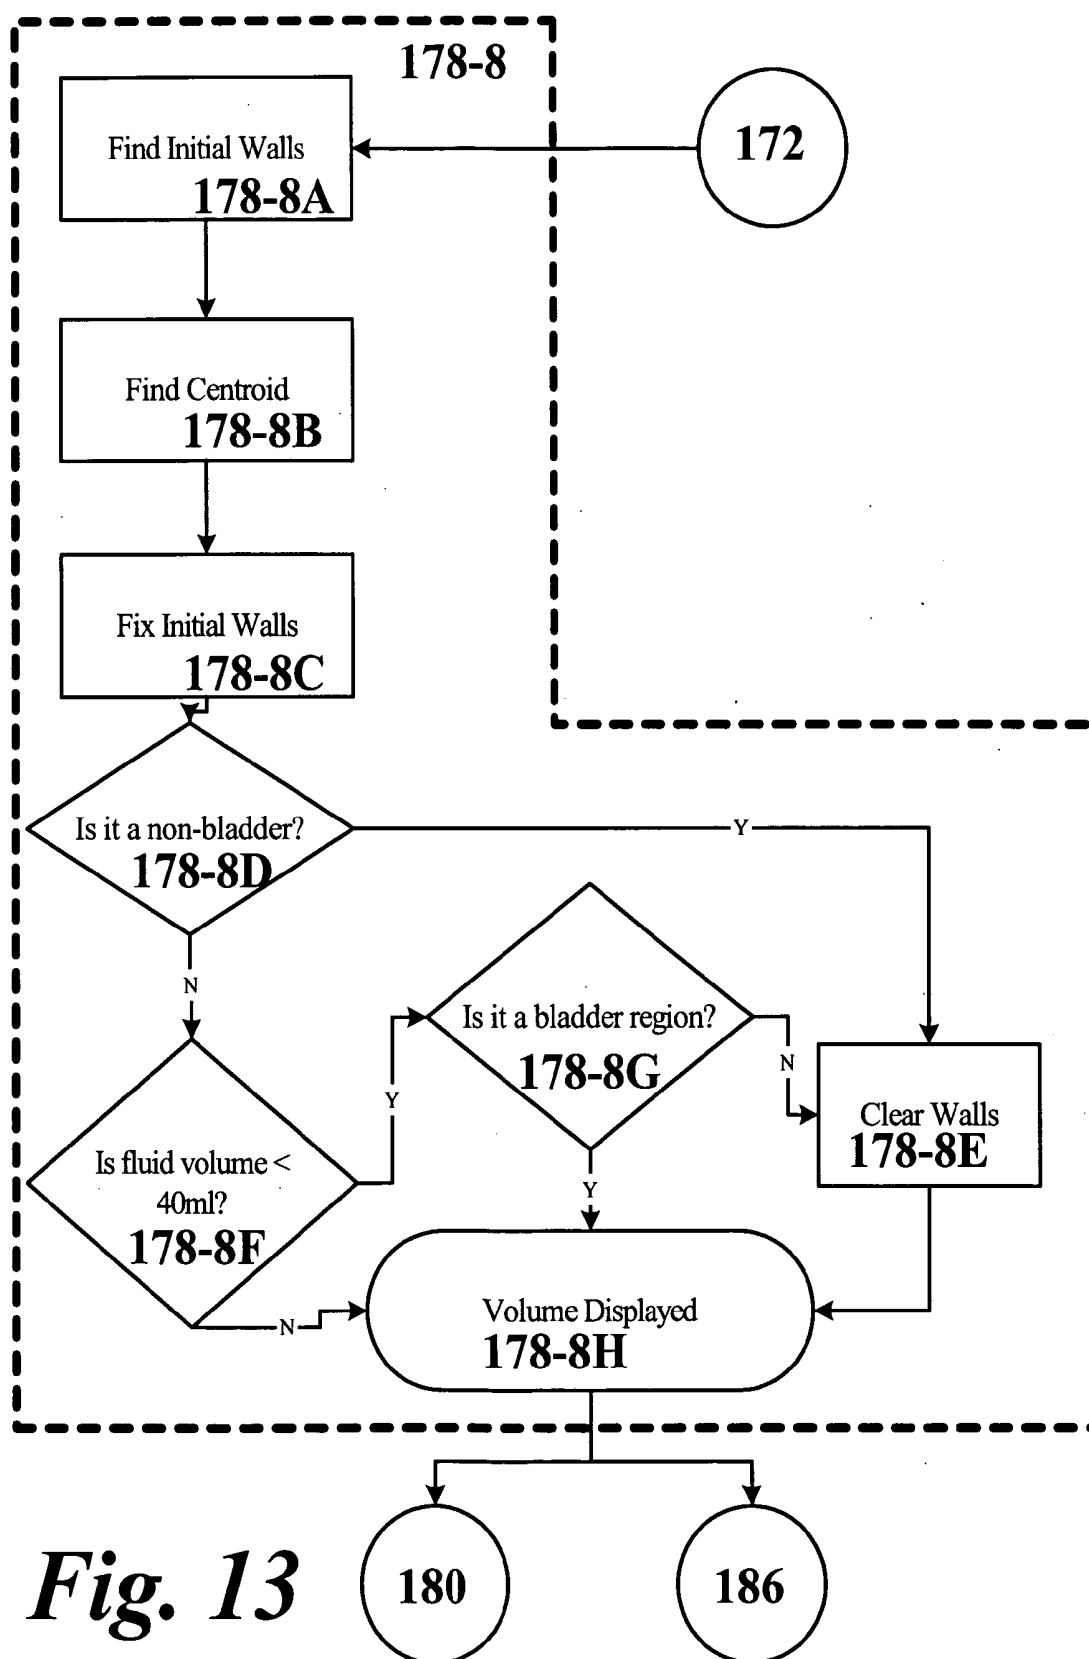 178-8
172
Find Initial Walls
178-8A
Find Centroid
178-8B
Fix Initial Walls
178-8C
Is it a non-bladder?
178-8D
Y
N
Is it a bladder region?
178-8G
N
Y
Clear Walls
178-8E
Is fluid volume <
40ml?
178-8F
Y
N
Volume Displayed
178-8H
180
186
Fig. 13